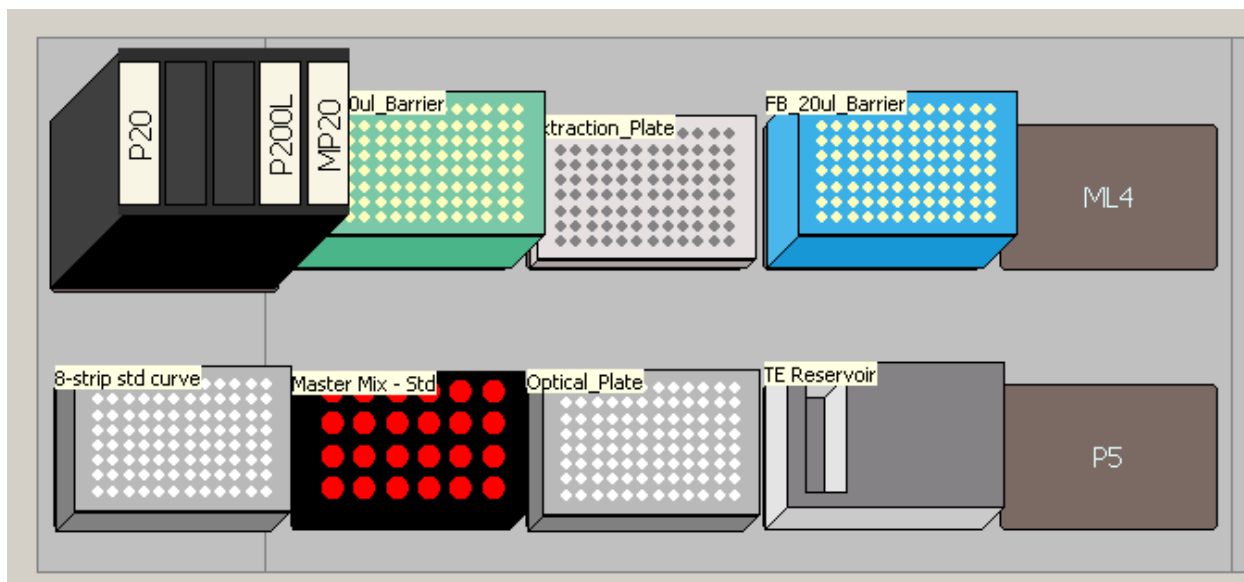 P20
P200L
MP20
0ul_Barrier
xtraction_Plate
FB_20ul_Barrier
ML4
8-strip std curve
Master Mix - Std
Optical_Plate
TE Reservoir
P5